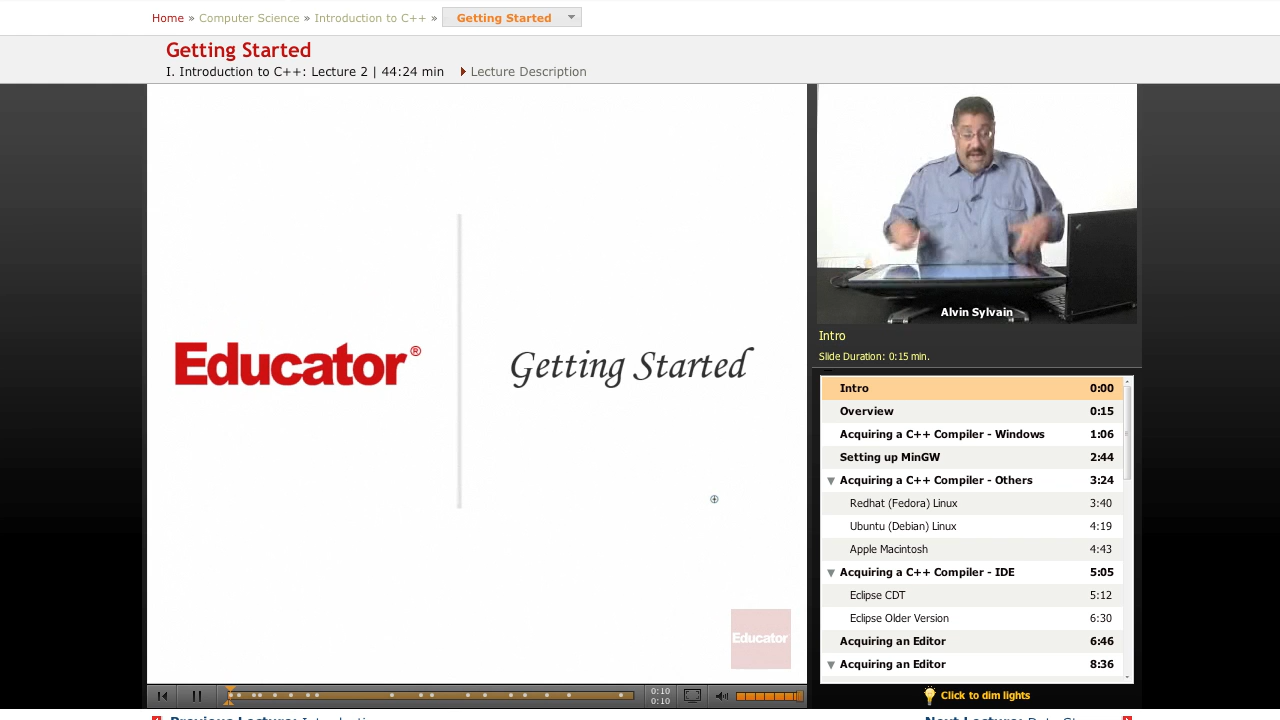 Home » Computer Science » Introduction to C++ » Getting Started
Getting Started
I. Introduction to C++: Lecture 2 | 44:24 min Lecture Description
Educator®
Getting Started
Educator
Alvin Sylvain
Intro
Slide Duration: 0:15 min.
Intro 0:00
Overview 0:15
Acquiring a C++ Compiler - Windows 1:06
Setting up MinGW 2:44
Acquiring a C++ Compiler - Others 3:24
Redhat (Fedora) Linux 3:40
Ubuntu (Debian) Linux 4:19
Apple Macintosh 4:43
Acquiring a C++ Compiler - IDE 5:05
Eclipse CDT 5:12
Eclipse Older Version 6:30
Acquiring an Editor 6:46
Acquiring an Editor 8:36
0:10
0:10
Click to dim lights
Previous Lecture: Introduction
Next Lecture: